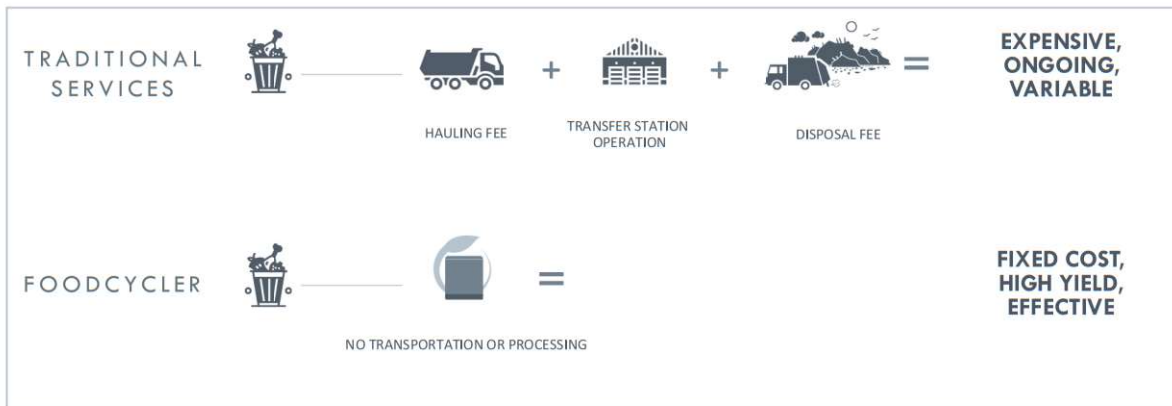 TRADITIONAL
SERVICES
HAULING FEE
+
TRANSFER STATION
OPERATION
+
DISPOSAL FEE
=
EXPENSIVE,
ONGOING,
VARIABLE
FOODCYCLER
NO TRANSPORTATION OR PROCESSING
=
FIXED COST,
HIGH YIELD,
EFFECTIVE